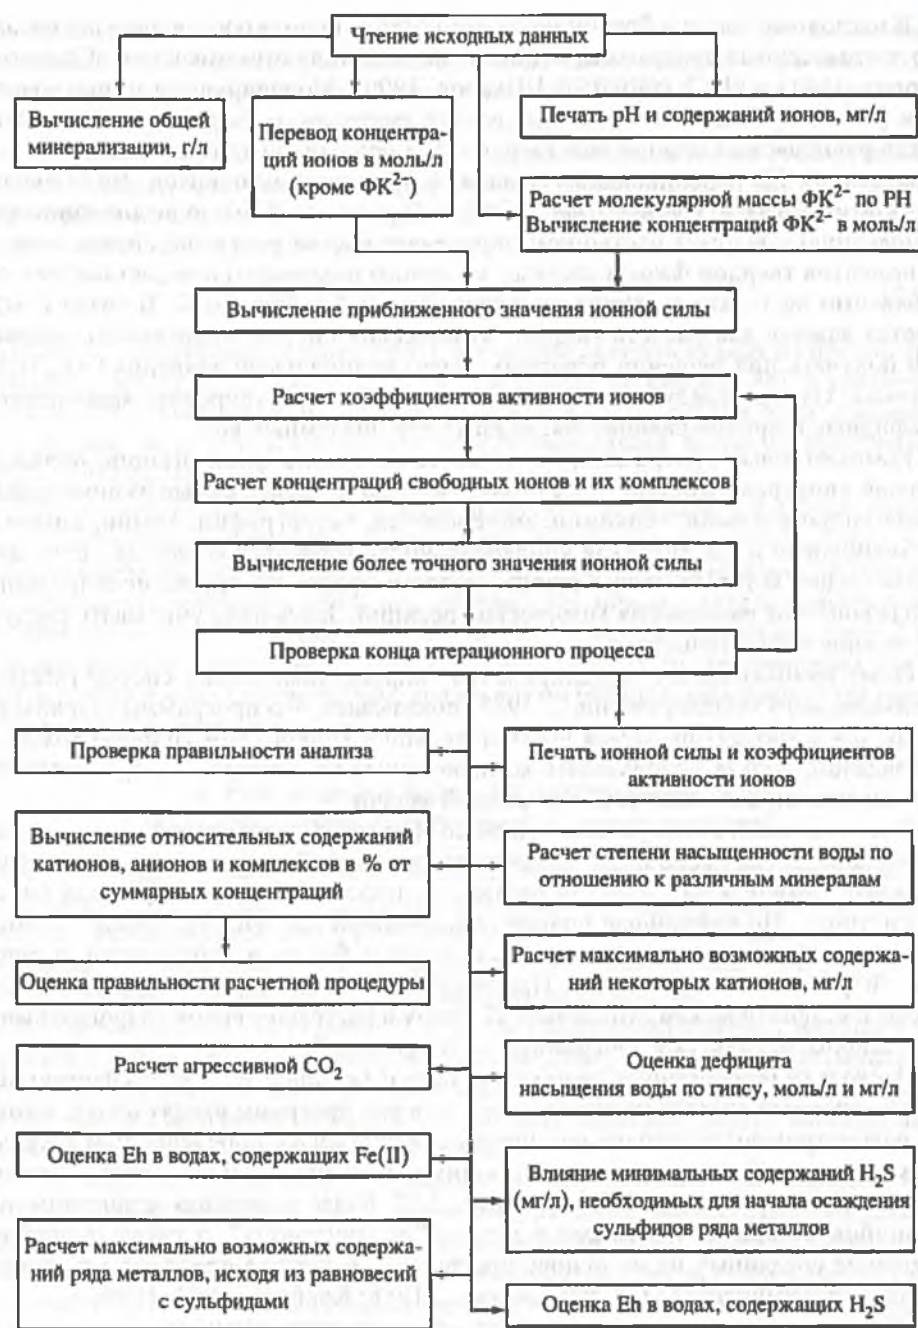 Чтение исходных данных
Вычисление общей
минерализации, г/л
Перевод концентра-
ций ионов в моль/л
(кроме ФК²⁻)
Печать pH и содержаний ионов, мг/л
Расчет молекулярной массы ФК²⁻ по PH
Вычисление концентраций ФК²⁻ в моль/л
Вычисление приближенного значения ионной силы
Расчет коэффициентов активности ионов
Расчет концентраций свободных ионов и их комплексов
Вычисление более точного значения ионной силы
Проверка конца итерационного процесса
Проверка правильности анализа
Печать ионной силы и коэффициентов
активности ионов
Вычисление относительных содержаний
катионов, анионов и комплексов в % от
суммарных концентраций
Расчет степени насыщенности воды по
отношению к различным минералам
Оценка правильности расчетной процедуры
Расчет максимально возможных содержа-
ний некоторых катионов, мг/л
Расчет агрессивной CO₂
Оценка дефицита
насыщения воды по гипсу, моль/л и мг/л
Оценка Eh в водах, содержащих Fe(II)
Влияние минимальных содержаний H₂S
(мг/л), необходимых для начала осаждения
сульфидов ряда металлов
Расчет максимально возможных содержа-
ний ряда металлов, исходя из равновесий
с сульфидами
Оценка Eh в водах, содержащих H₂S